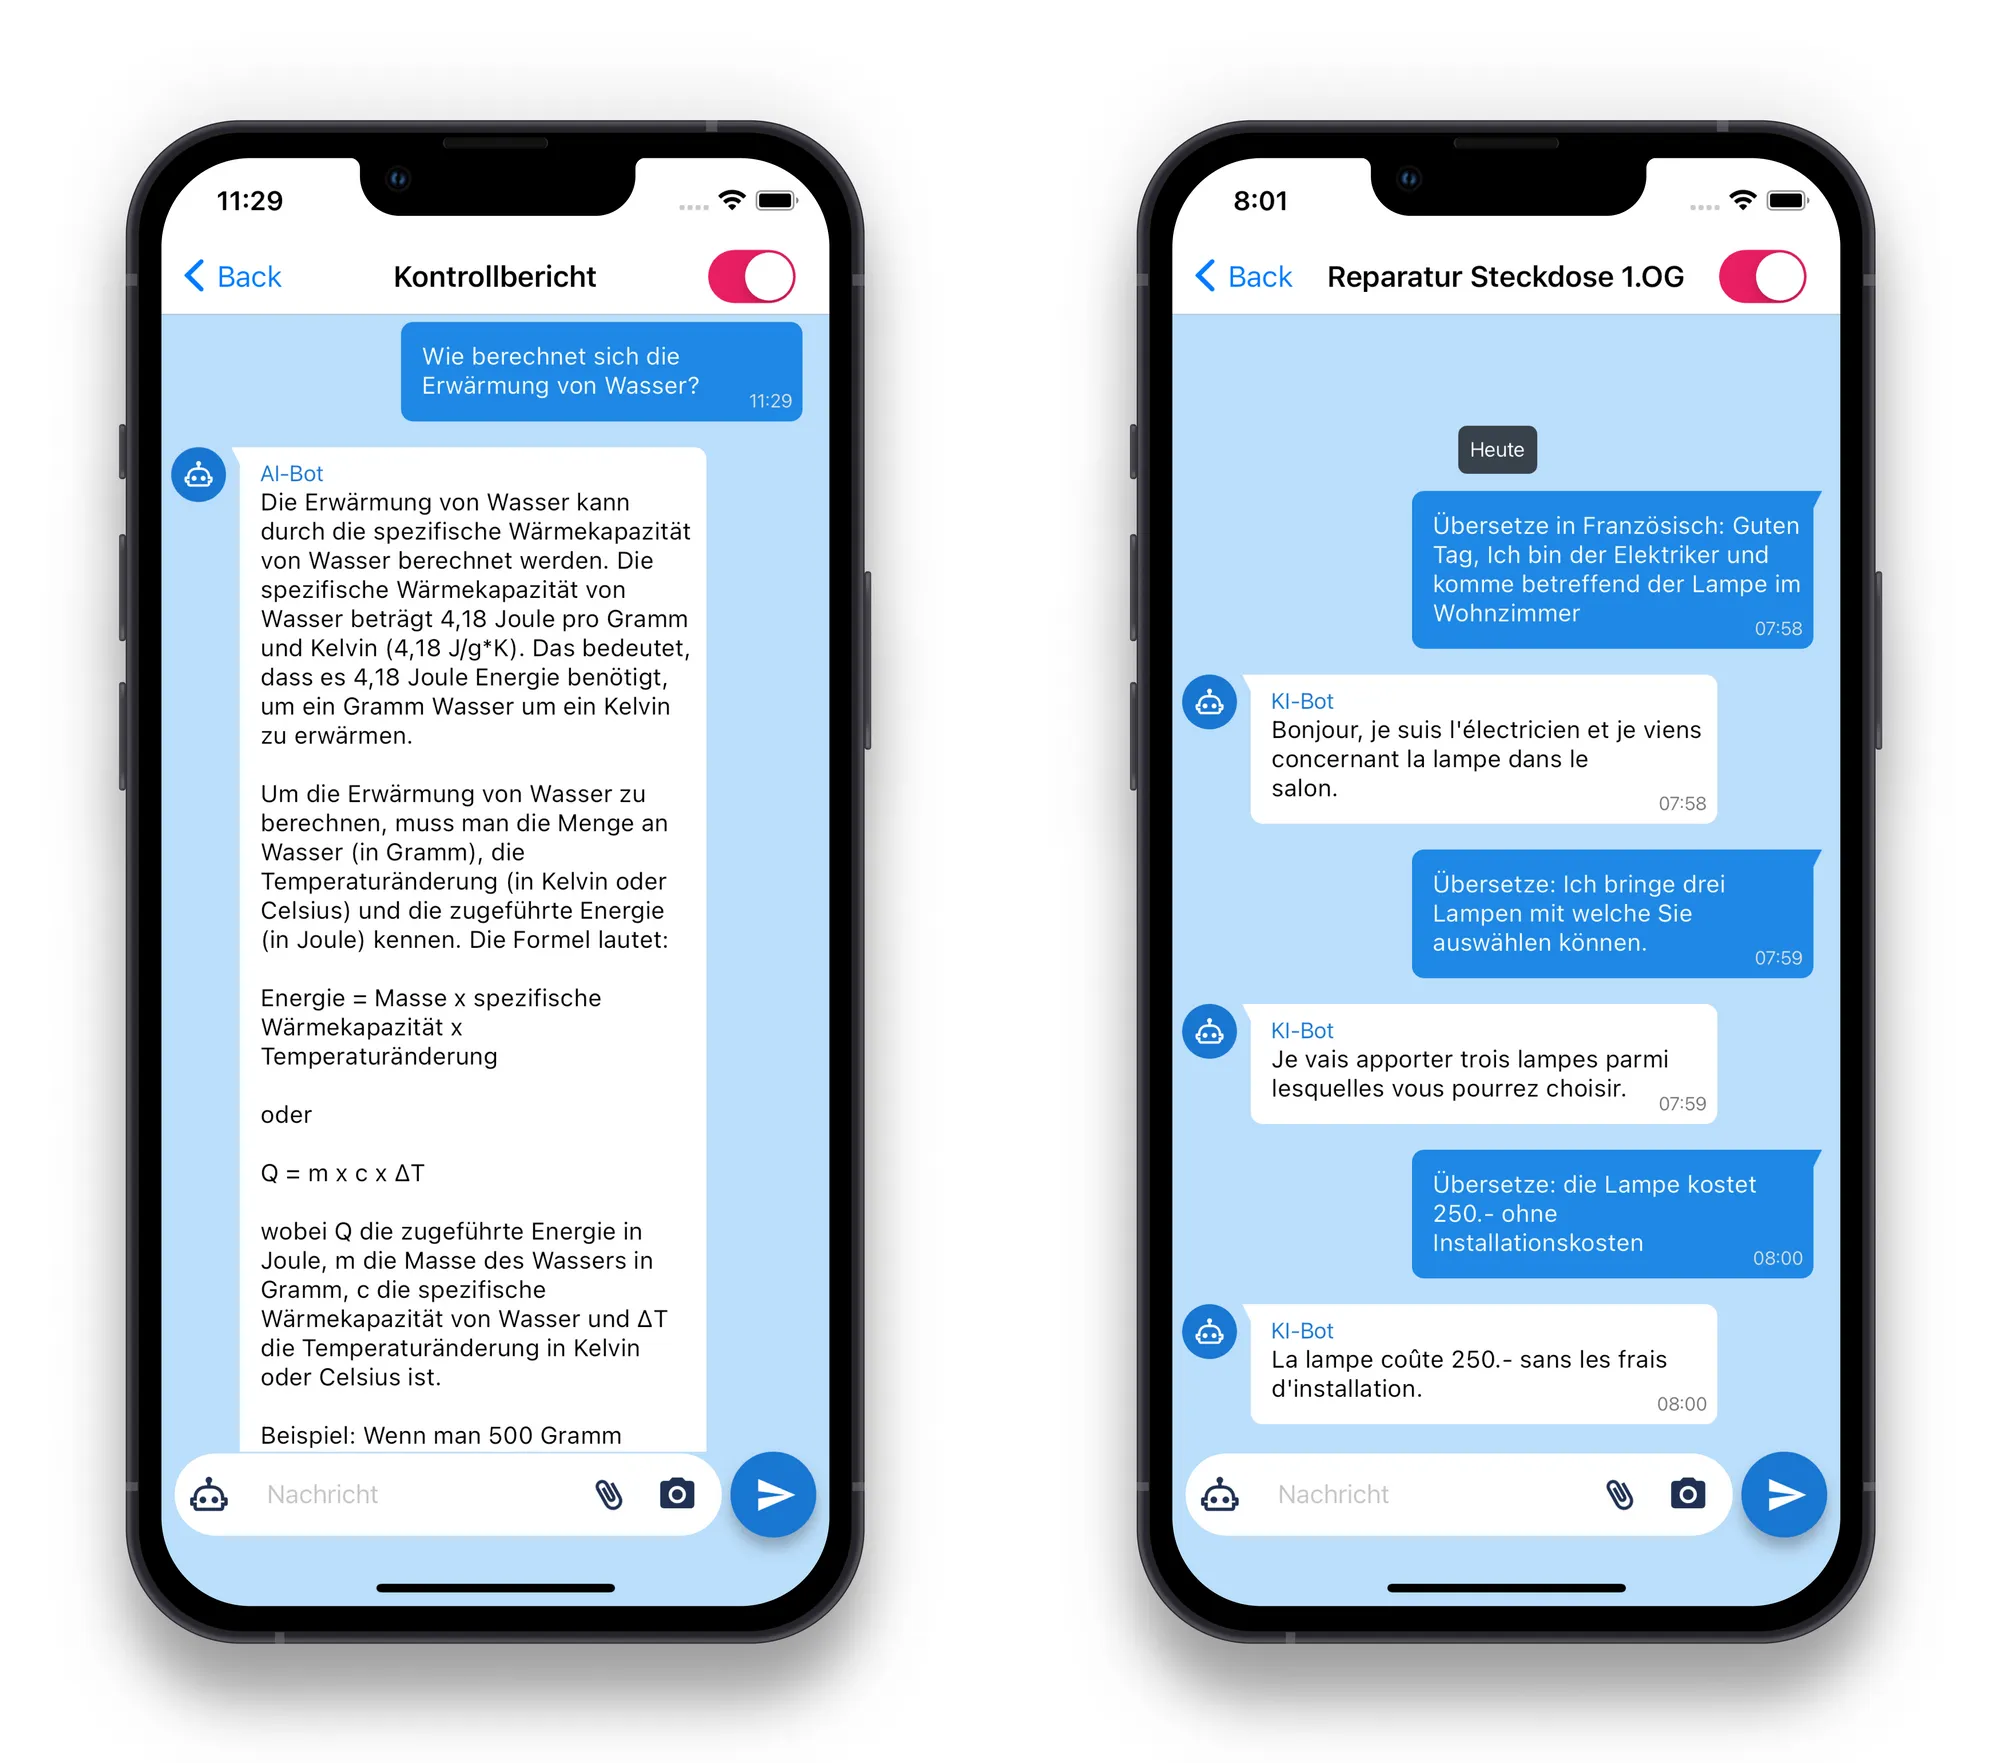 11:29
Back
Kontrollbericht
Wie berechnet sich die
Erwärmung von Wasser?
11:29
AI-Bot
Die Erwärmung von Wasser kann
durch die spezifische Wärmekapazität
von Wasser berechnet werden. Die
spezifische Wärmekapazität von
Wasser beträgt 4,18 Joule pro Gramm
und Kelvin (4,18 J/g*K). Das bedeutet,
dass es 4,18 Joule Energie benötigt,
um ein Gramm Wasser um ein Kelvin
zu erwärmen.
Um die Erwärmung von Wasser zu
berechnen, muss man die Menge an
Wasser (in Gramm), die
Temperaturänderung (in Kelvin oder
Celsius) und die zugeführte Energie
(in Joule) kennen. Die Formel lautet:
Energie = Masse x spezifische
Wärmekapazität x
Temperaturänderung
oder
Q = m x c x ΔT
wobei Q die zugeführte Energie in
Joule, m die Masse des Wassers in
Gramm, c die spezifische
Wärmekapazität von Wasser und ΔT
die Temperaturänderung in Kelvin
oder Celsius ist.
Beispiel: Wenn man 500 Gramm
Nachricht
8:01
Back
Reparatur Steckdose 1.OG
Heute
Übersetze in Französisch: Guten
Tag, Ich bin der Elektriker und
komme betreffend der Lampe im
Wohnzimmer
07:58
KI-Bot
Bonjour, je suis l'électricien et je viens
concernant la lampe dans le
salon.
07:58
Übersetze: Ich bringe drei
Lampen mit welche Sie
auswählen können.
07:59
KI-Bot
Je vais apporter trois lampes parmi
lesquelles vous pourrez choisir.
07:59
Übersetze: die Lampe kostet
250.- ohne
Installationskosten
08:00
KI-Bot
La lampe coûte 250.- sans les frais
d'installation.
08:00
Nachricht